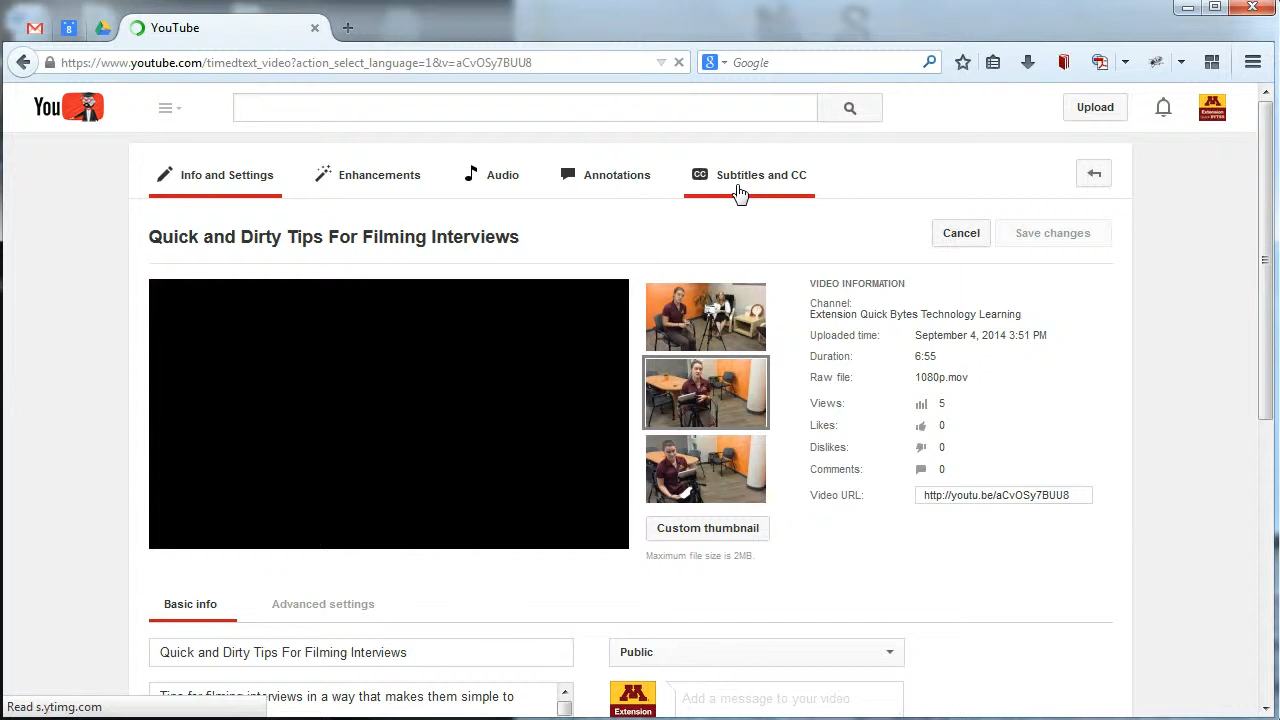 YouTube
https://www.youtube.com/timedtext_video?action_select_language=1&v=aCvOSy7BUU8
Google
You
Upload
Extension
Info and Settings
Enhancements
Audio
Annotations
CC
Subtitles and CC
Quick and Dirty Tips For Filming Interviews
Cancel
Save changes
VIDEO INFORMATION
Channel:
Extension Quick Bytes Technology Learning
Uploaded time: September 4, 2014 3:51 PM
Duration: 6:55
Raw file: 1080p.mov
Views: 5
Likes: 0
Dislikes: 0
Comments: 0
Video URL: http://youtu.be/aCvOSy7BUU8
Custom thumbnail
Maximum file size is 2MB.
Basic info
Advanced settings
Quick and Dirty Tips For Filming Interviews
Public
Tips for filming interviews in a way that makes them simple to
M
Extension
Add a message to your video
Read s.ytimg.com